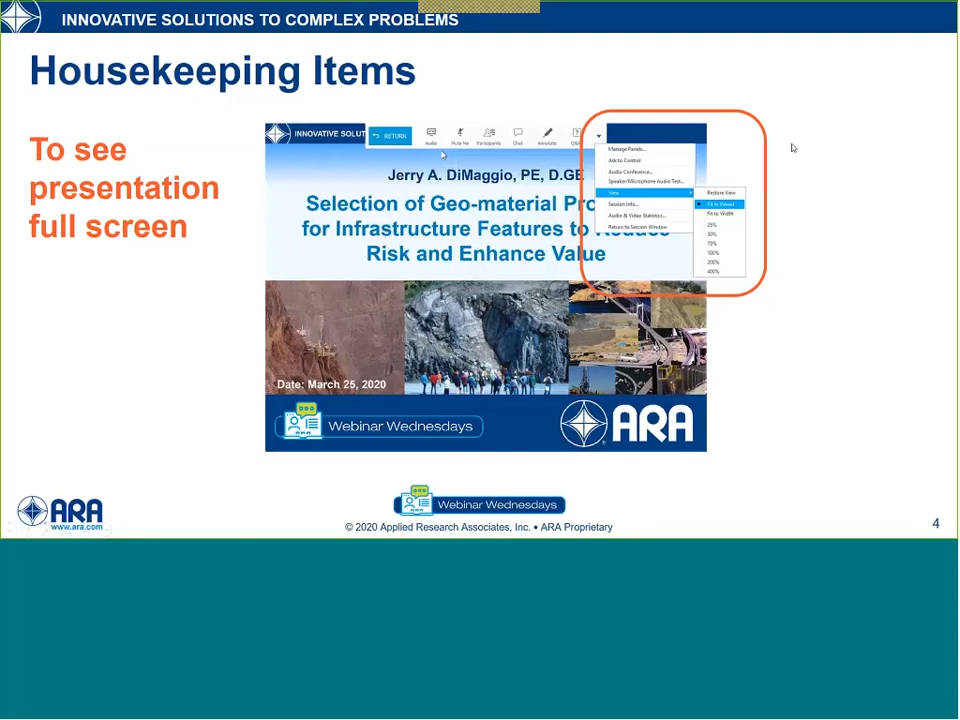 INNOVATIVE SOLUTIONS TO COMPLEX PROBLEMS
Housekeeping Items
To see
presentation
full screen
INNOVATIVE SOLUT
RETURN
Audio
Mute Me
Participants
Chat
Annotate
Q&A
Manage Panels...
Ask to Control
Audio Conference...
Speaker/Microphone Audio Test...
View
Session Info...
Audio & Video Statistics...
Return to Session Window
Restore View
Fit to Viewer
Fit to Width
25%
50%
75%
100%
200%
400%
Jerry A. DiMaggio, PE, D.GE
Selection of Geo-material Pro
for Infrastructure Features to Reduce
Risk and Enhance Value
Date: March 25, 2020
Webinar Wednesdays
ARA
ARA
www.ara.com
Webinar Wednesdays
© 2020 Applied Research Associates, Inc. • ARA Proprietary
4